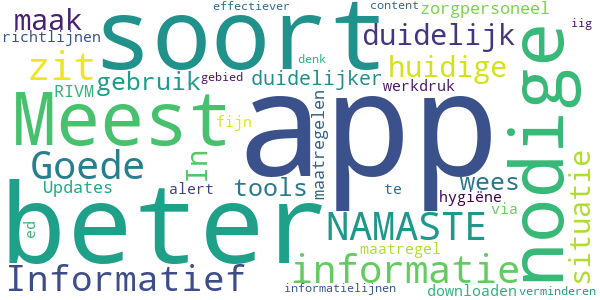 effectiever
content
zorgpersoneel
iig
maak
soort
duidelijk
richtlijnen
zit
denk
huidige
nodige
gebruik
gebied
duidelijker
RIVM
werkdruk
Meest
app
maatregelen
fijn
In
Goede
situatie
Updates
alert
tools
te
wees
hygiëne
via
beter
NAMASTE
ed
maatregel
Informatief
informatie
informatielijnen
downloaden
verminderen